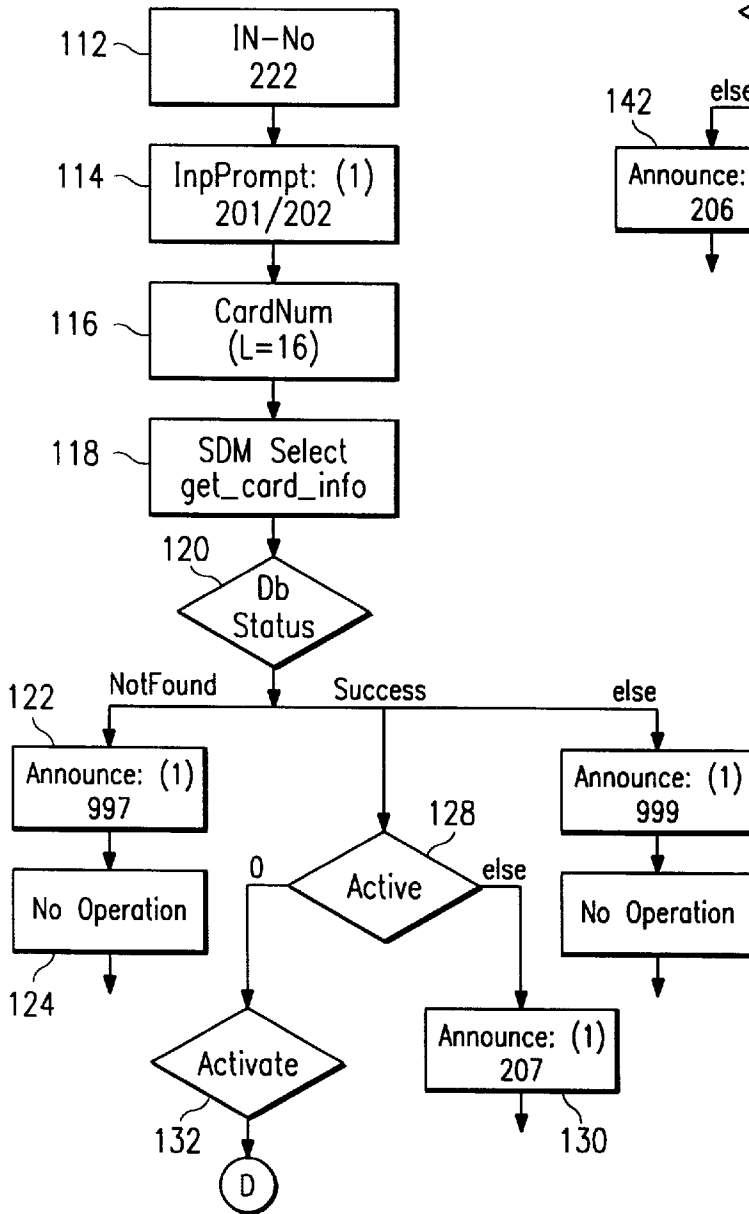 112
IN-No
222
114
InpPrompt: (1)
201/202
116
CardNum
(L=16)
118
SDM Select
get_card_info
120
Db
Status
NotFound
Success
else
122
Announce: (1)
997
No Operation
124
128
Active
0
else
Announce: (1)
999
No Operation
Activate
132
D
Announce: (1)
207
130
else
142
Announce:
206